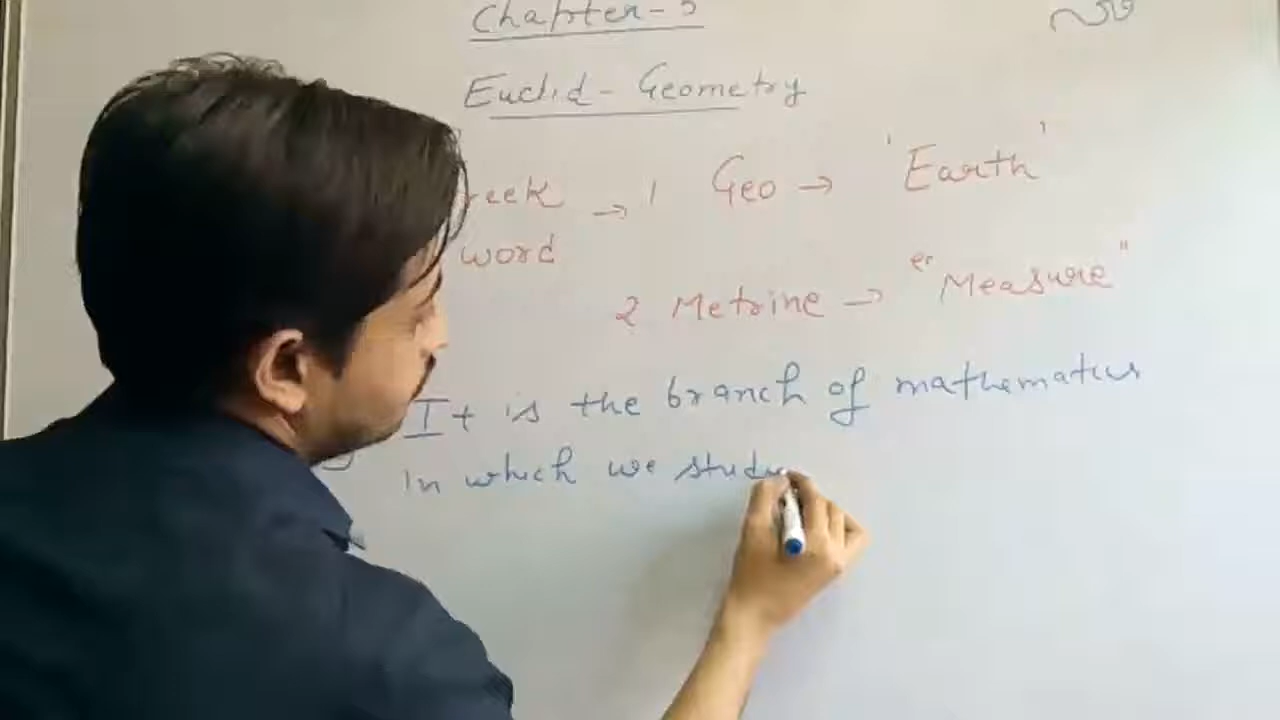 Chapter-5
Euclid - Geometry
reek → 1 Geo → 'Earth'
word
2 Metrine → "Measure"
It is the branch of mathematics
in which we study